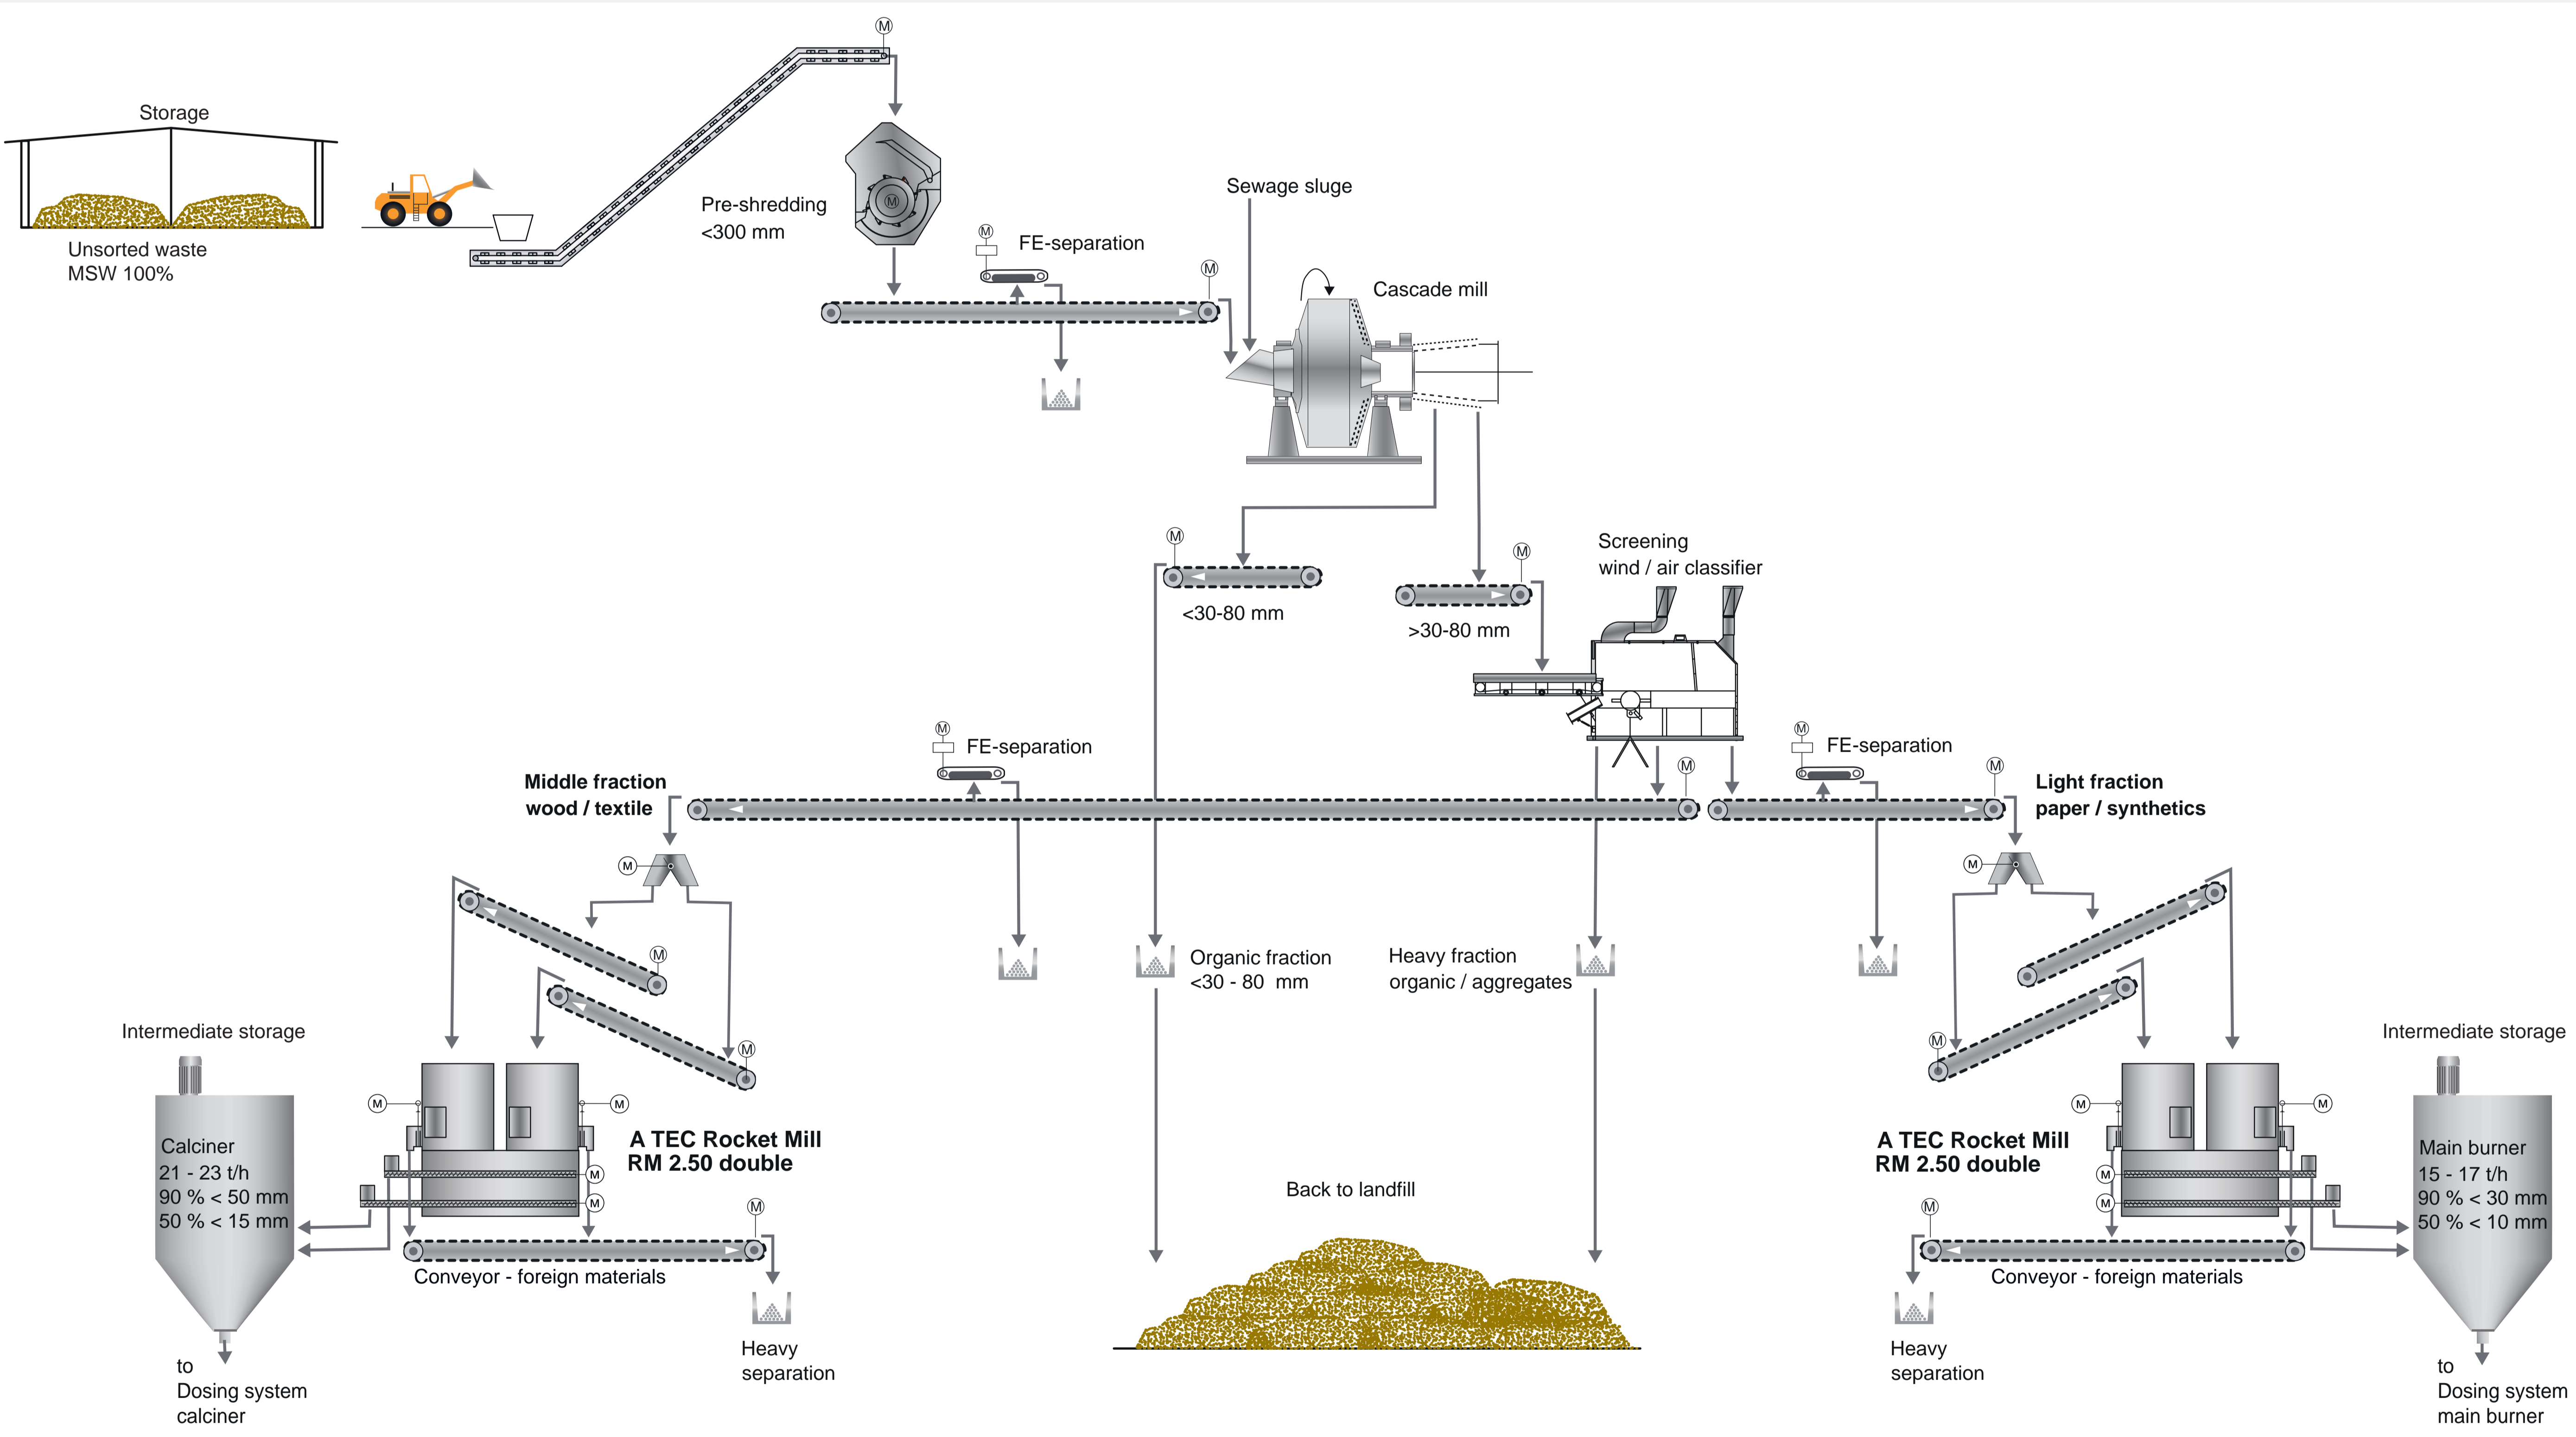 M
Storage
Unsorted waste
MSW 100%
Pre-shredding
<300 mm
M
M
FE-separation
M
Sewage sluge
Cascade mill
M
<30-80 mm
M
>30-80 mm
Screening
wind / air classifier
M
FE-separation
M
M
FE-separation
M
Middle fraction
wood / textile
Light fraction
paper / synthetics
M
M
M
M
M
Organic fraction
<30 - 80 mm
Heavy fraction
organic / aggregates
Intermediate storage
Calciner
21 - 23 t/h
90 % < 50 mm
50 % < 15 mm
M
M
A TEC Rocket Mill
RM 2.50 double
M
M
M
Conveyor - foreign materials
Heavy
separation
to
Dosing system
calciner
Back to landfill
Intermediate storage
Main burner
15 - 17 t/h
90 % < 30 mm
50 % < 10 mm
M
M
M
A TEC Rocket Mill
RM 2.50 double
M
M
M
Conveyor - foreign materials
Heavy
separation
to
Dosing system
main burner